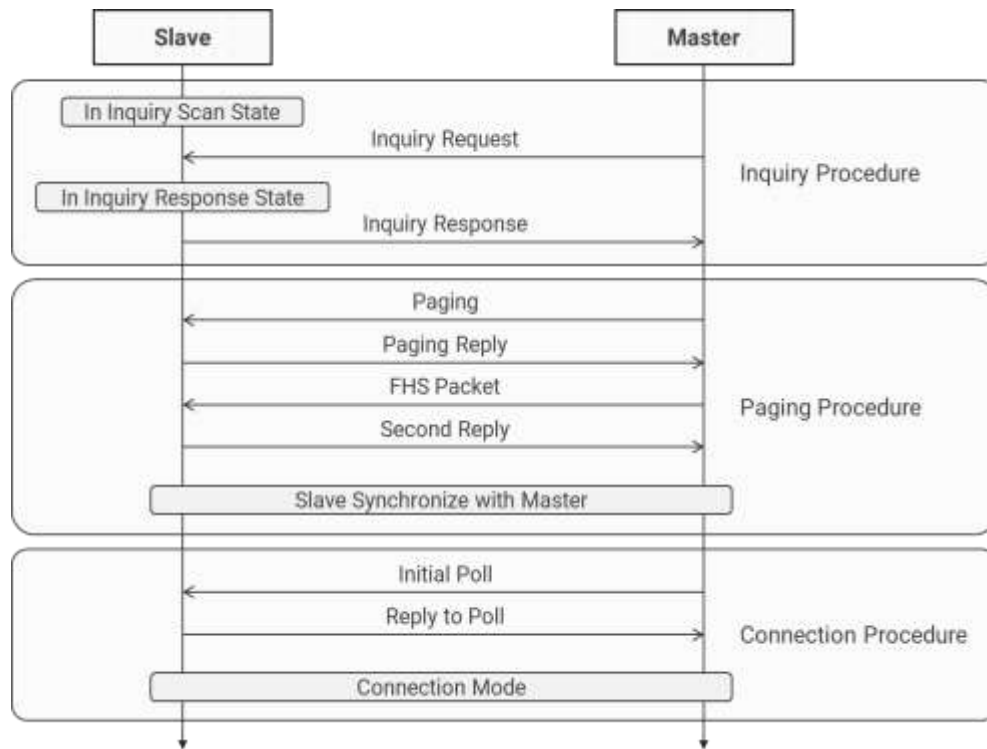 Slave
Master
In Inquiry Scan State
Inquiry Request
Inquiry Procedure
In Inquiry Response State
Inquiry Response
Paging
Paging Reply
FHS Packet
Paging Procedure
Second Reply
Slave Synchronize with Master
Initial Poll
Reply to Poll
Connection Procedure
Connection Mode